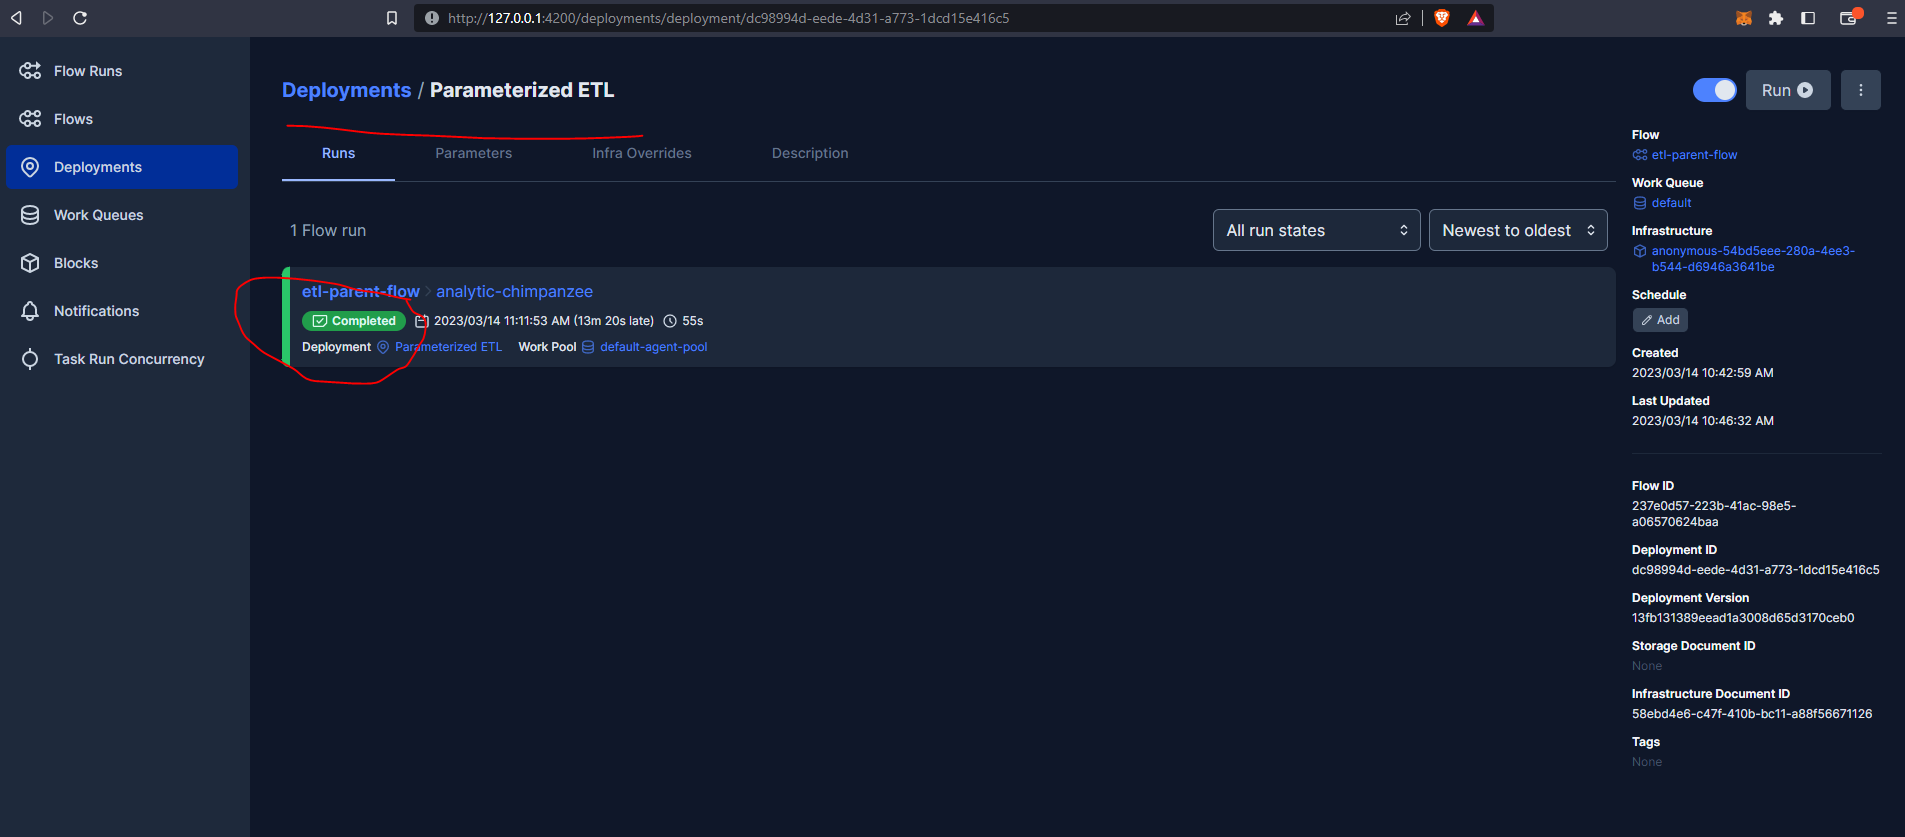 http://127.0.0.1:4200/deployments/deployment/dc98994d-eede-4d31-a773-1dcd15e416c5
Flow Runs
Flows
Deployments
Work Queues
Blocks
Notifications
Task Run Concurrency
Deployments / Parameterized ETL
Run
Runs Parameters Infra Overrides Description
1 Flow run
All run states
Newest to oldest
etl-parent-flow > analytic-chimpanzee
Completed 2023/03/14 11:11:53 AM (13m 20s late) 55s
Deployment Parameterized ETL Work Pool default-agent-pool
Flow
etl-parent-flow
Work Queue
default
Infrastructure
anonymous-54bd5eee-280a-4ee3-
b544-d6946a3641be
Schedule
Add
Created
2023/03/14 10:42:59 AM
Last Updated
2023/03/14 10:46:32 AM
Flow ID
237e0d57-223b-41ac-98e5-
a06570624baa
Deployment ID
dc98994d-eede-4d31-a773-1dcd15e416c5
Deployment Version
13fb131389eead1a3008d65d3170ceb0
Storage Document ID
None
Infrastructure Document ID
58ebd4e6-c47f-410b-bc11-a88f56671126
Tags
None